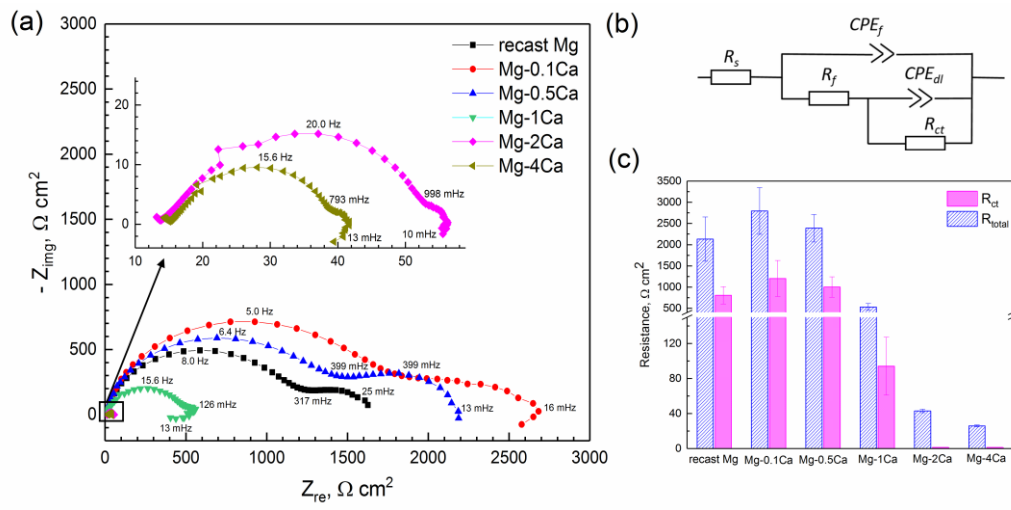 (a)
3000
2500
2000
1500
1000
500
0
- Z_img, Ω cm²
0 500 1000 1500 2000 2500 3000
Z_re, Ω cm²
recast Mg
Mg-0.1Ca
Mg-0.5Ca
Mg-1Ca
Mg-2Ca
Mg-4Ca
20
10
0
10 20 30 40 50
20.0 Hz
15.6 Hz
793 mHz
998 mHz
13 mHz
10 mHz
5.0 Hz
6.4 Hz
8.0 Hz
399 mHz
399 mHz
317 mHz
25 mHz
13 mHz
16 mHz
15.6 Hz
126 mHz
13 mHz
(b)
CPE_f
R_s
R_f
CPE_dl
R_ct
(c)
3500
3000
2500
2000
1500
1000
500
120
80
40
0
Resistance, Ω cm²
R_ct
R_total
recast Mg Mg-0.1Ca Mg-0.5Ca Mg-1Ca Mg-2Ca Mg-4Ca